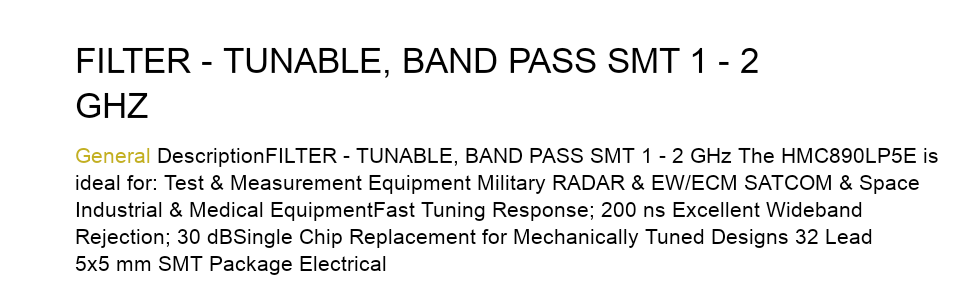 FILTER - TUNABLE, BAND PASS SMT 1 - 2
GHZ
General DescriptionFILTER - TUNABLE, BAND PASS SMT 1 - 2 GHz The HMC890LP5E is
ideal for: Test & Measurement Equipment Military RADAR & EW/ECM SATCOM & Space
Industrial & Medical EquipmentFast Tuning Response; 200 ns Excellent Wideband
Rejection; 30 dBSingle Chip Replacement for Mechanically Tuned Designs 32 Lead
5x5 mm SMT Package Electrical